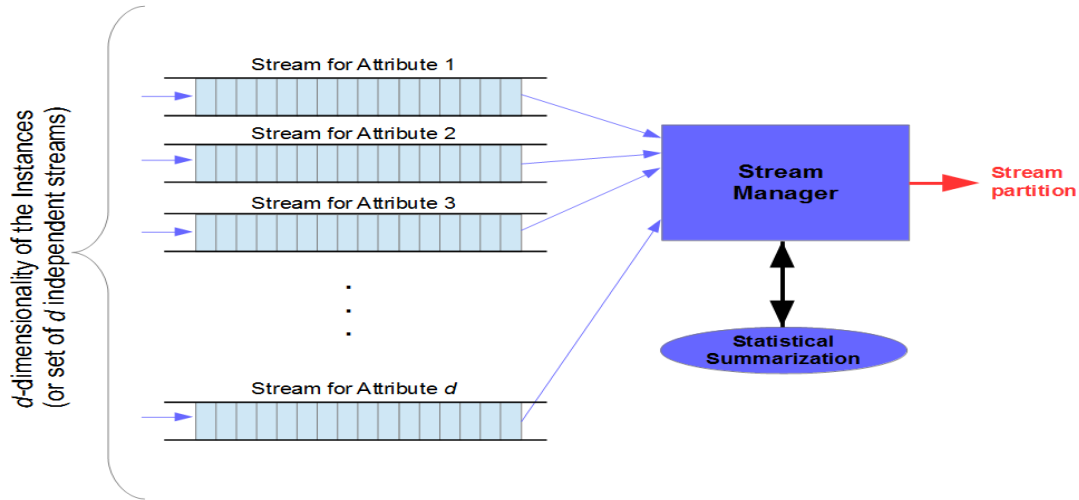 d-dimensionality of the Instances
(or set of d independent streams)
Stream for Attribute 1
Stream for Attribute 2
Stream for Attribute 3
Stream for Attribute d
Stream
Manager
Stream
partition
Statistical
Summarization